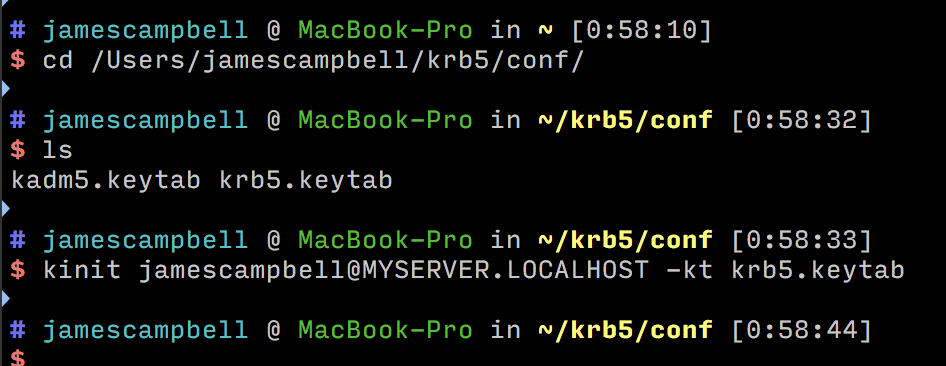 # jamescampbell @ MacBook-Pro in ~ [0:58:10]
$ cd /Users/jamescampbell/krb5/conf/
# jamescampbell @ MacBook-Pro in ~/krb5/conf [0:58:32]
$ ls
kadm5.keytab krb5.keytab
# jamescampbell @ MacBook-Pro in ~/krb5/conf [0:58:33]
$ kinit jamescampbell@MYSERVER.LOCALHOST -kt krb5.keytab
# jamescampbell @ MacBook-Pro in ~/krb5/conf [0:58:44]
$